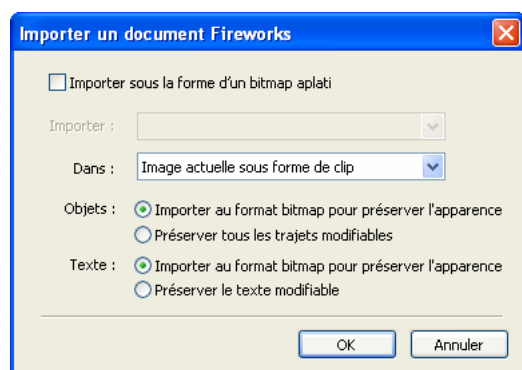 Importer un document Fireworks
Importer sous la forme d'un bitmap aplati
Importer :
Dans : Image actuelle sous forme de clip
Objets : Importer au format bitmap pour préserver l'apparence
Préserver tous les trajets modifiables
Texte : Importer au format bitmap pour préserver l'apparence
Préserver le texte modifiable
OK Annuler